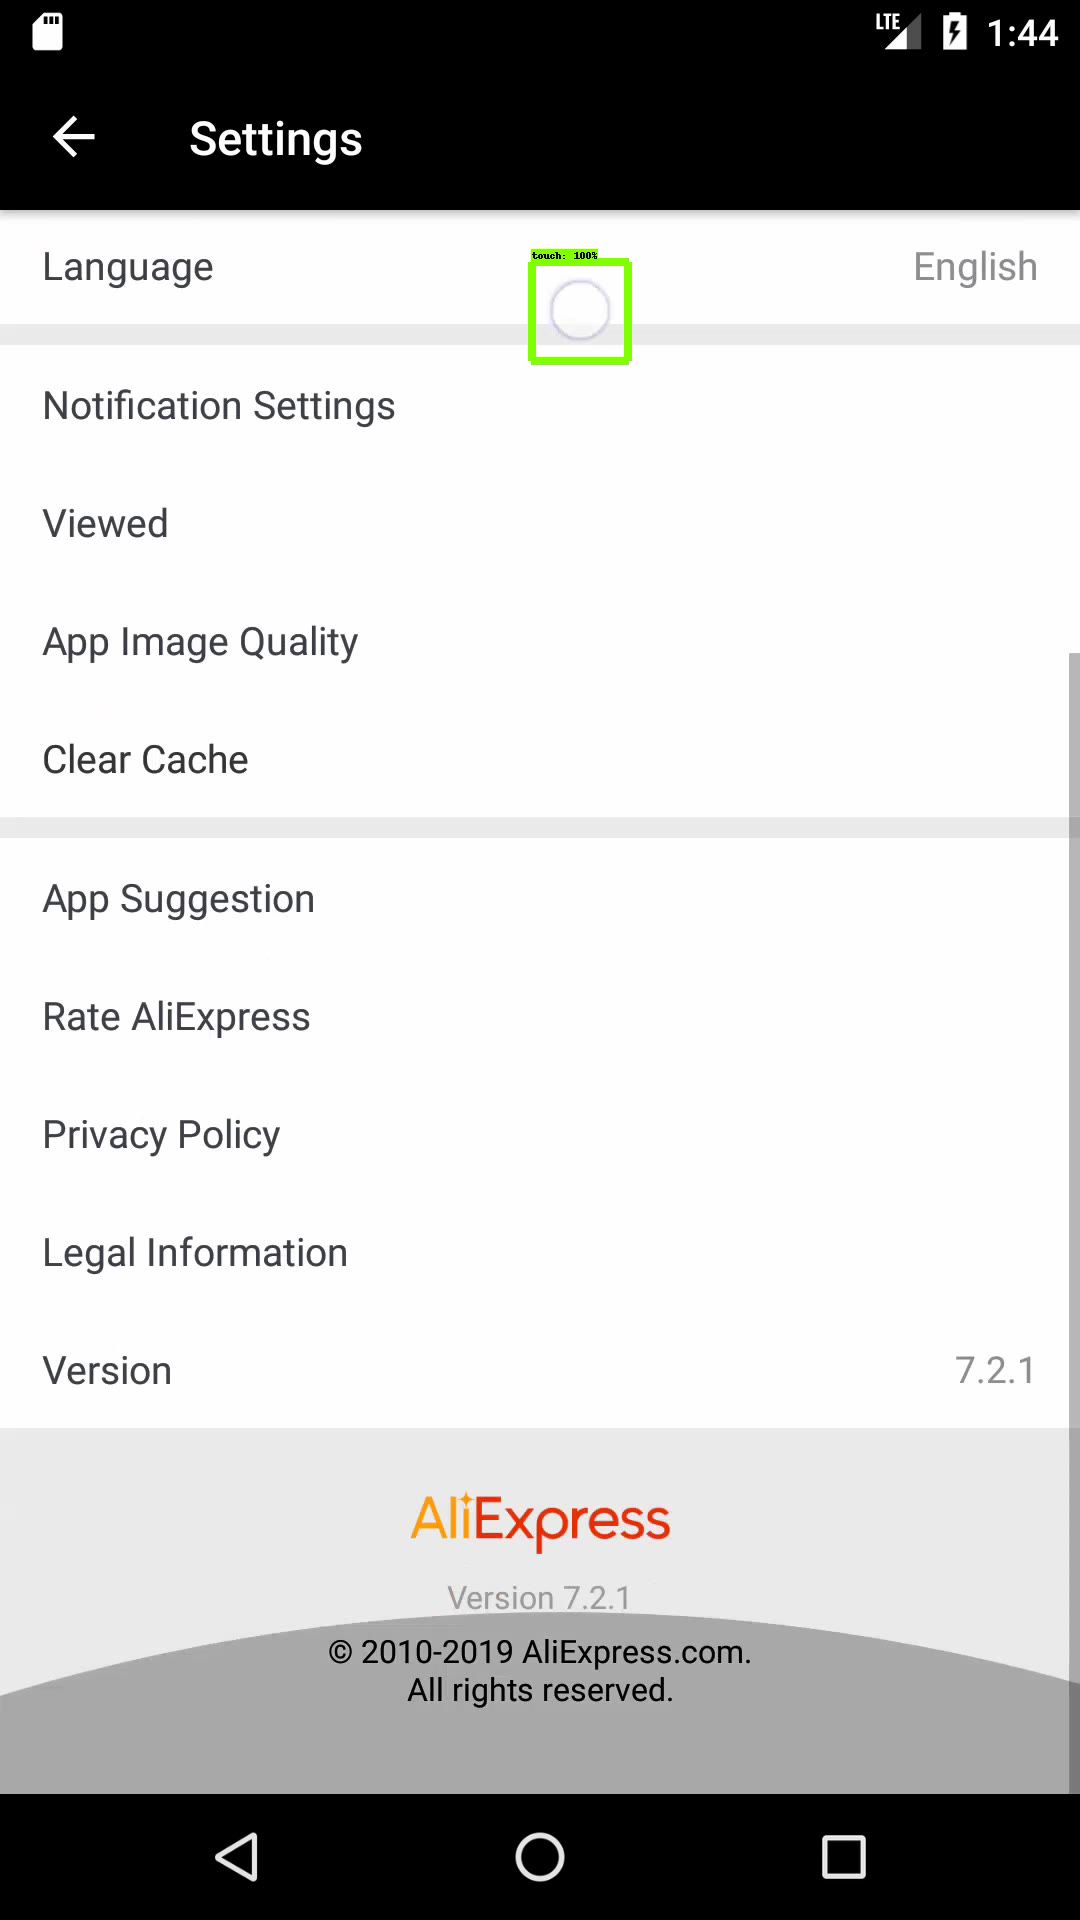 LTE 1:44
Settings
touch: 100%
Language English
Notification Settings
Viewed
App Image Quality
Clear Cache
App Suggestion
Rate AliExpress
Privacy Policy
Legal Information
Version 7.2.1
AliExpress
Version 7.2.1
© 2010-2019 AliExpress.com.
All rights reserved.